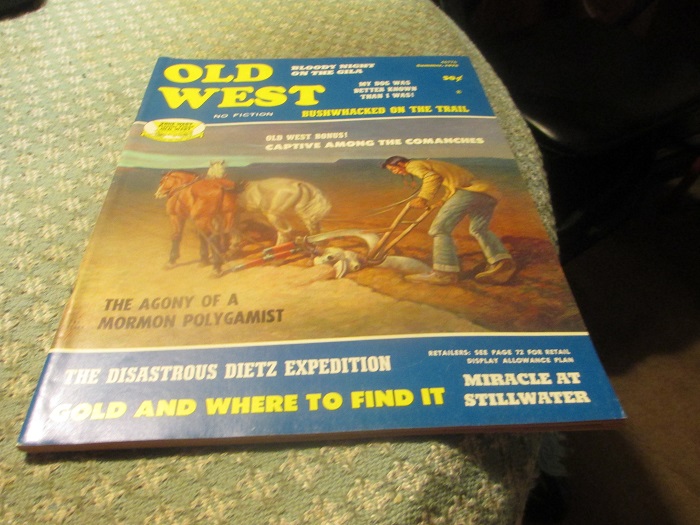 OLD WEST
NO FICTION
BLOODY NIGHT
ON THE GILA
MY DOG WAS
BETTER KNOWN
THAN I WAS!
50¢
BUSHWHACKED ON THE TRAIL
OLD WEST BONUS!
CAPTIVE AMONG THE COMANCHES
THE AGONY OF A
MORMON POLYGAMIST
THE DISASTROUS DIETZ EXPEDITION
GOLD AND WHERE TO FIND IT
RETAILERS: SEE PAGE 72 FOR RETAIL
DISPLAY ALLOWANCE PLAN
MIRACLE AT
STILLWATER